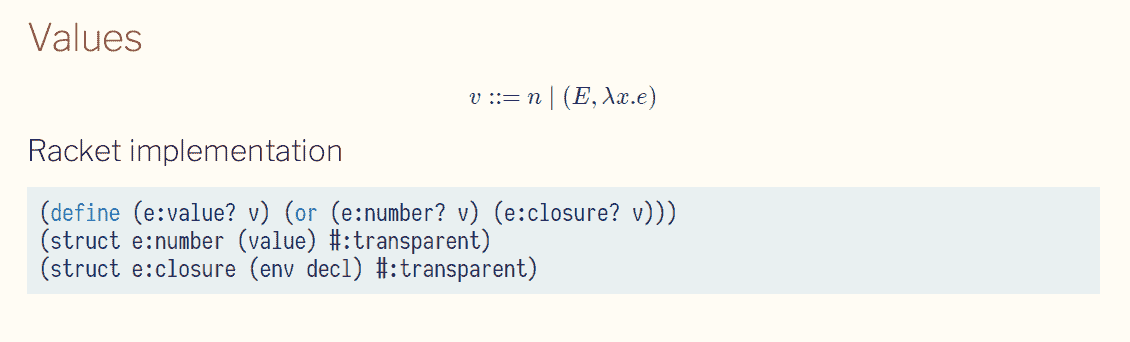 Values
v ::= n | (E, λx.e)
Racket implementation
(define (e:value? v) (or (e:number? v) (e:closure? v)))
(struct e:number (value) #:transparent)
(struct e:closure (env decl) #:transparent)